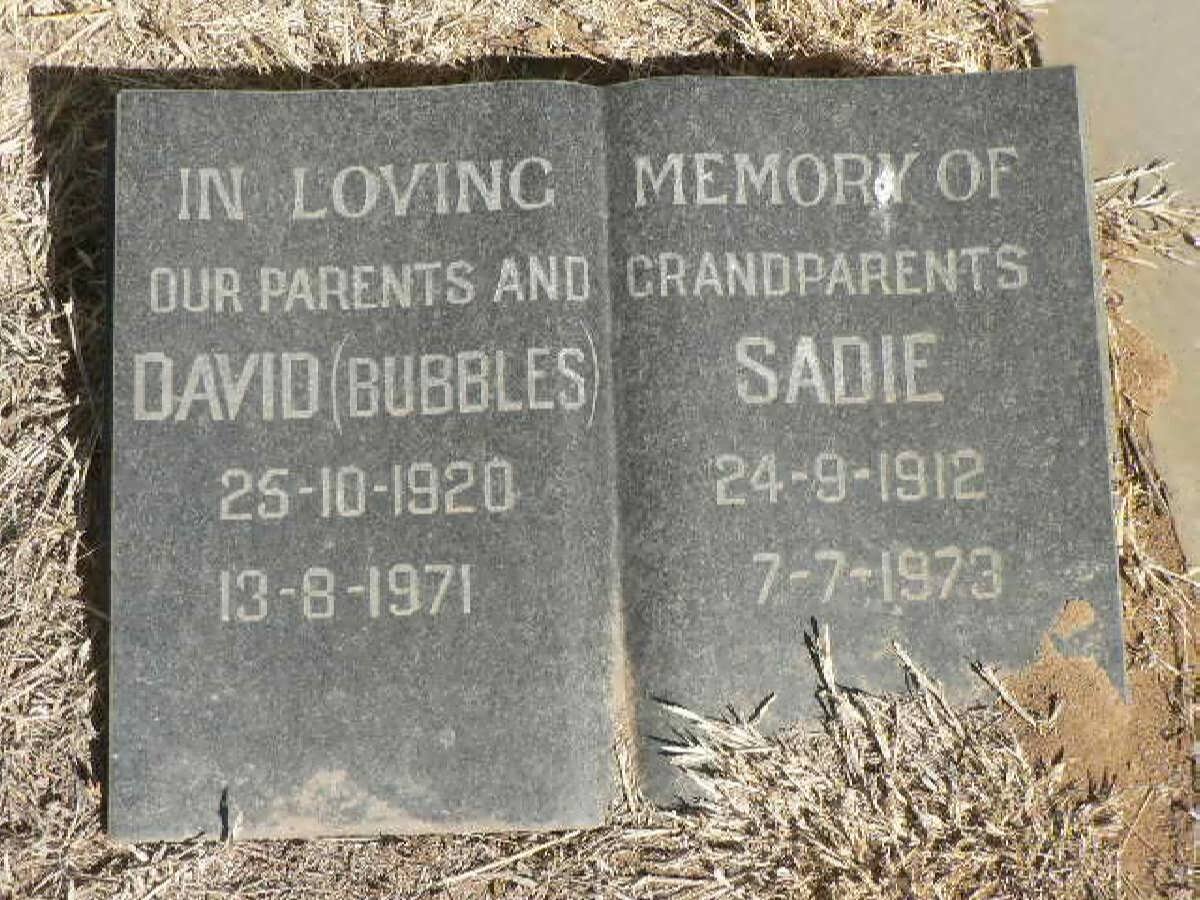 IN LOVING MEMORY OF
OUR PARENTS AND GRANDPARENTS
DAVID (BUBBLES) SADIE
25-10-1920 24-9-1912
13-8-1971 7-7-1973